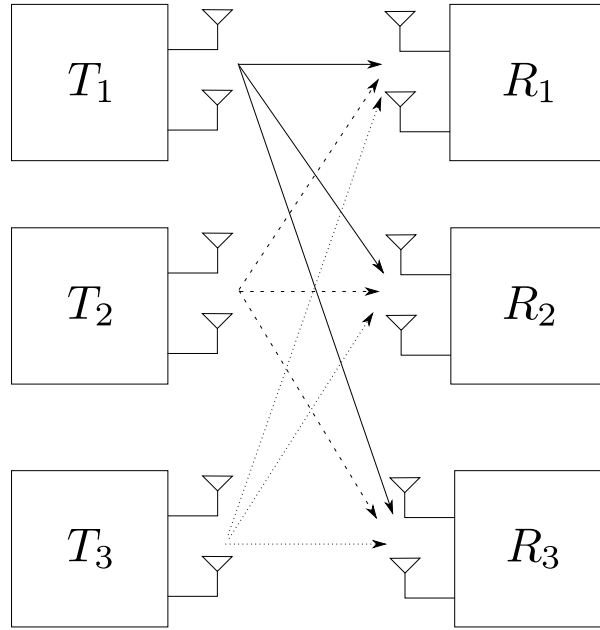 T₁ R₁
T₂ R₂
T₃ R₃